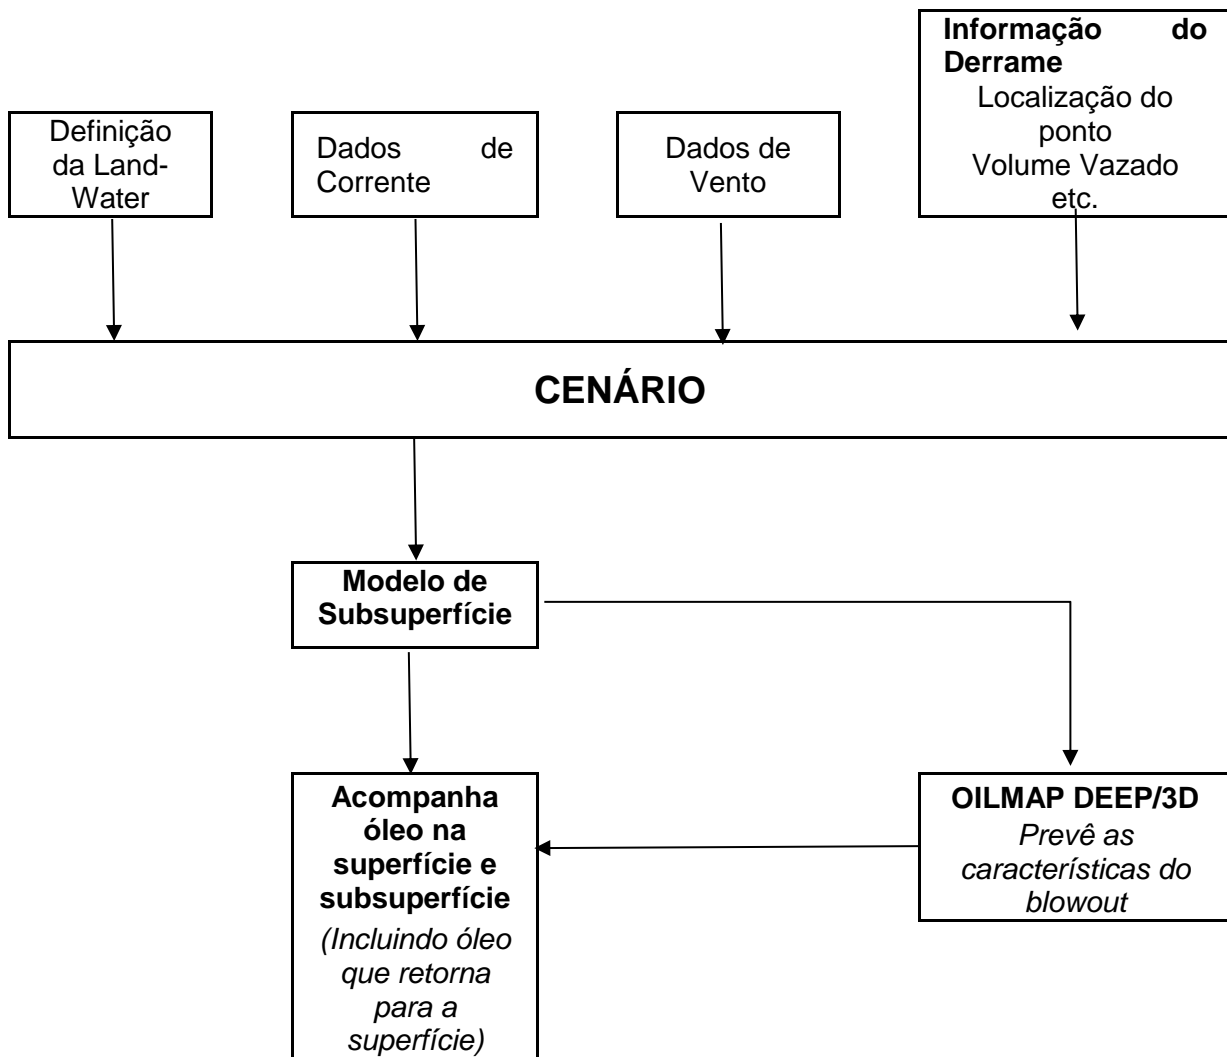 Informação do
Derrame
Localização do
ponto
Volume Vazado
etc.
Definição
da Land-
Water
Dados de
Corrente
Dados de
Vento
CENÁRIO
Modelo de
Subsuperfície
Acompanha
óleo na
superfície e
subsuperfície
(Incluindo óleo
que retorna
para a
superfície)
OILMAP DEEP/3D
Prevê as
características do
blowout